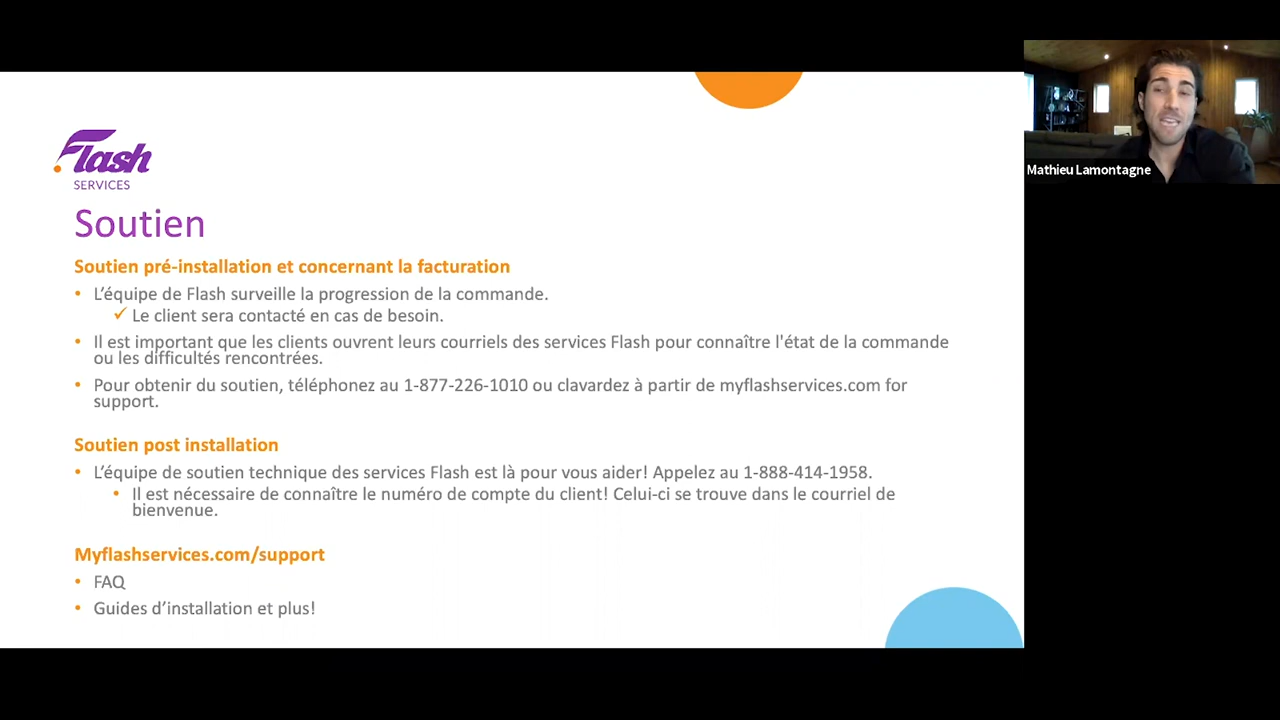 Flash
SERVICES
Mathieu Lamontagne
Soutien
Soutien pré-installation et concernant la facturation
• L'équipe de Flash surveille la progression de la commande.
✓ Le client sera contacté en cas de besoin.
• Il est important que les clients ouvrent leurs courriels des services Flash pour connaître l'état de la commande
ou les difficultés rencontrées.
• Pour obtenir du soutien, téléphonez au 1-877-226-1010 ou clavardez à partir de myflashservices.com for
support.
Soutien post installation
• L'équipe de soutien technique des services Flash est là pour vous aider! Appelez au 1-888-414-1958.
• Il est nécessaire de connaître le numéro de compte du client! Celui-ci se trouve dans le courriel de
bienvenue.
Myflashservices.com/support
• FAQ
• Guides d'installation et plus!